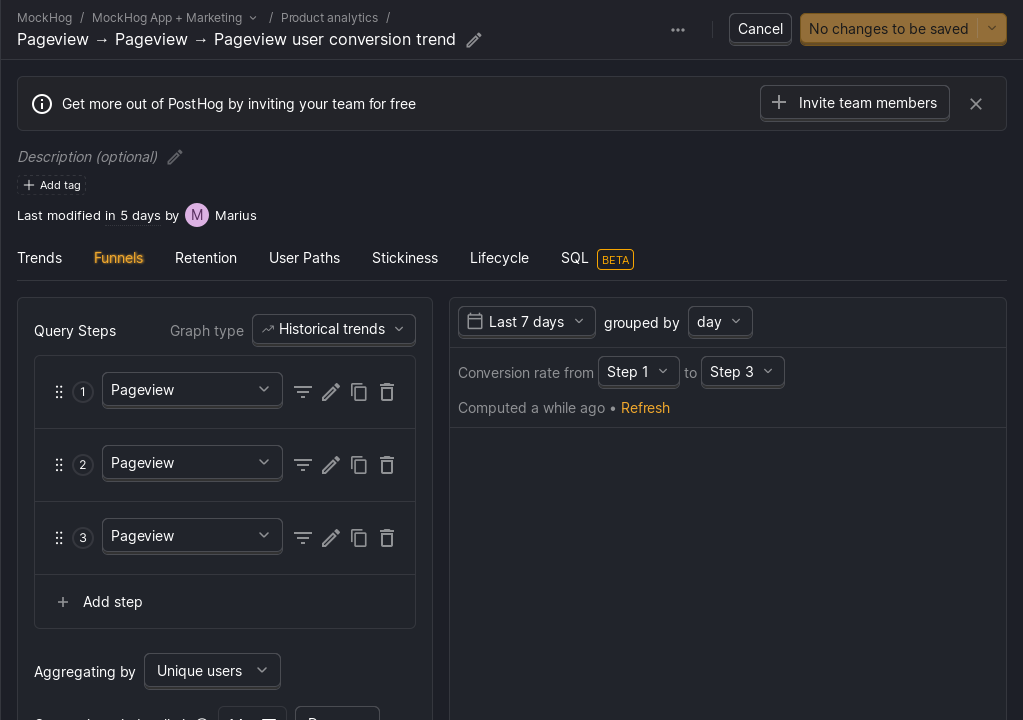 MockHog / MockHog App + Marketing / Product analytics /
Pageview → Pageview → Pageview user conversion trend
Cancel
No changes to be saved
Get more out of PostHog by inviting your team for free
Invite team members
Description (optional)
Add tag
Last modified in 5 days by M Marius
Trends Funnels Retention User Paths Stickiness Lifecycle SQL BETA
Query Steps Graph type Historical trends
1 Pageview
2 Pageview
3 Pageview
Add step
Aggregating by Unique users
Last 7 days grouped by day
Conversion rate from Step 1 to Step 3
Computed a while ago • Refresh